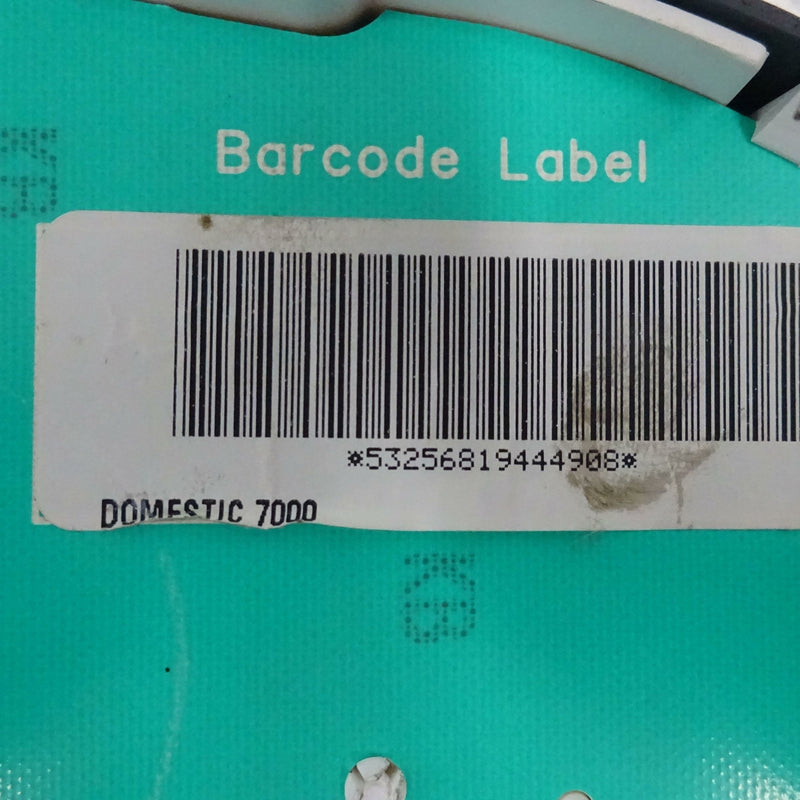 Barcode Label
*53256819444908*
DOMESTIC 7000